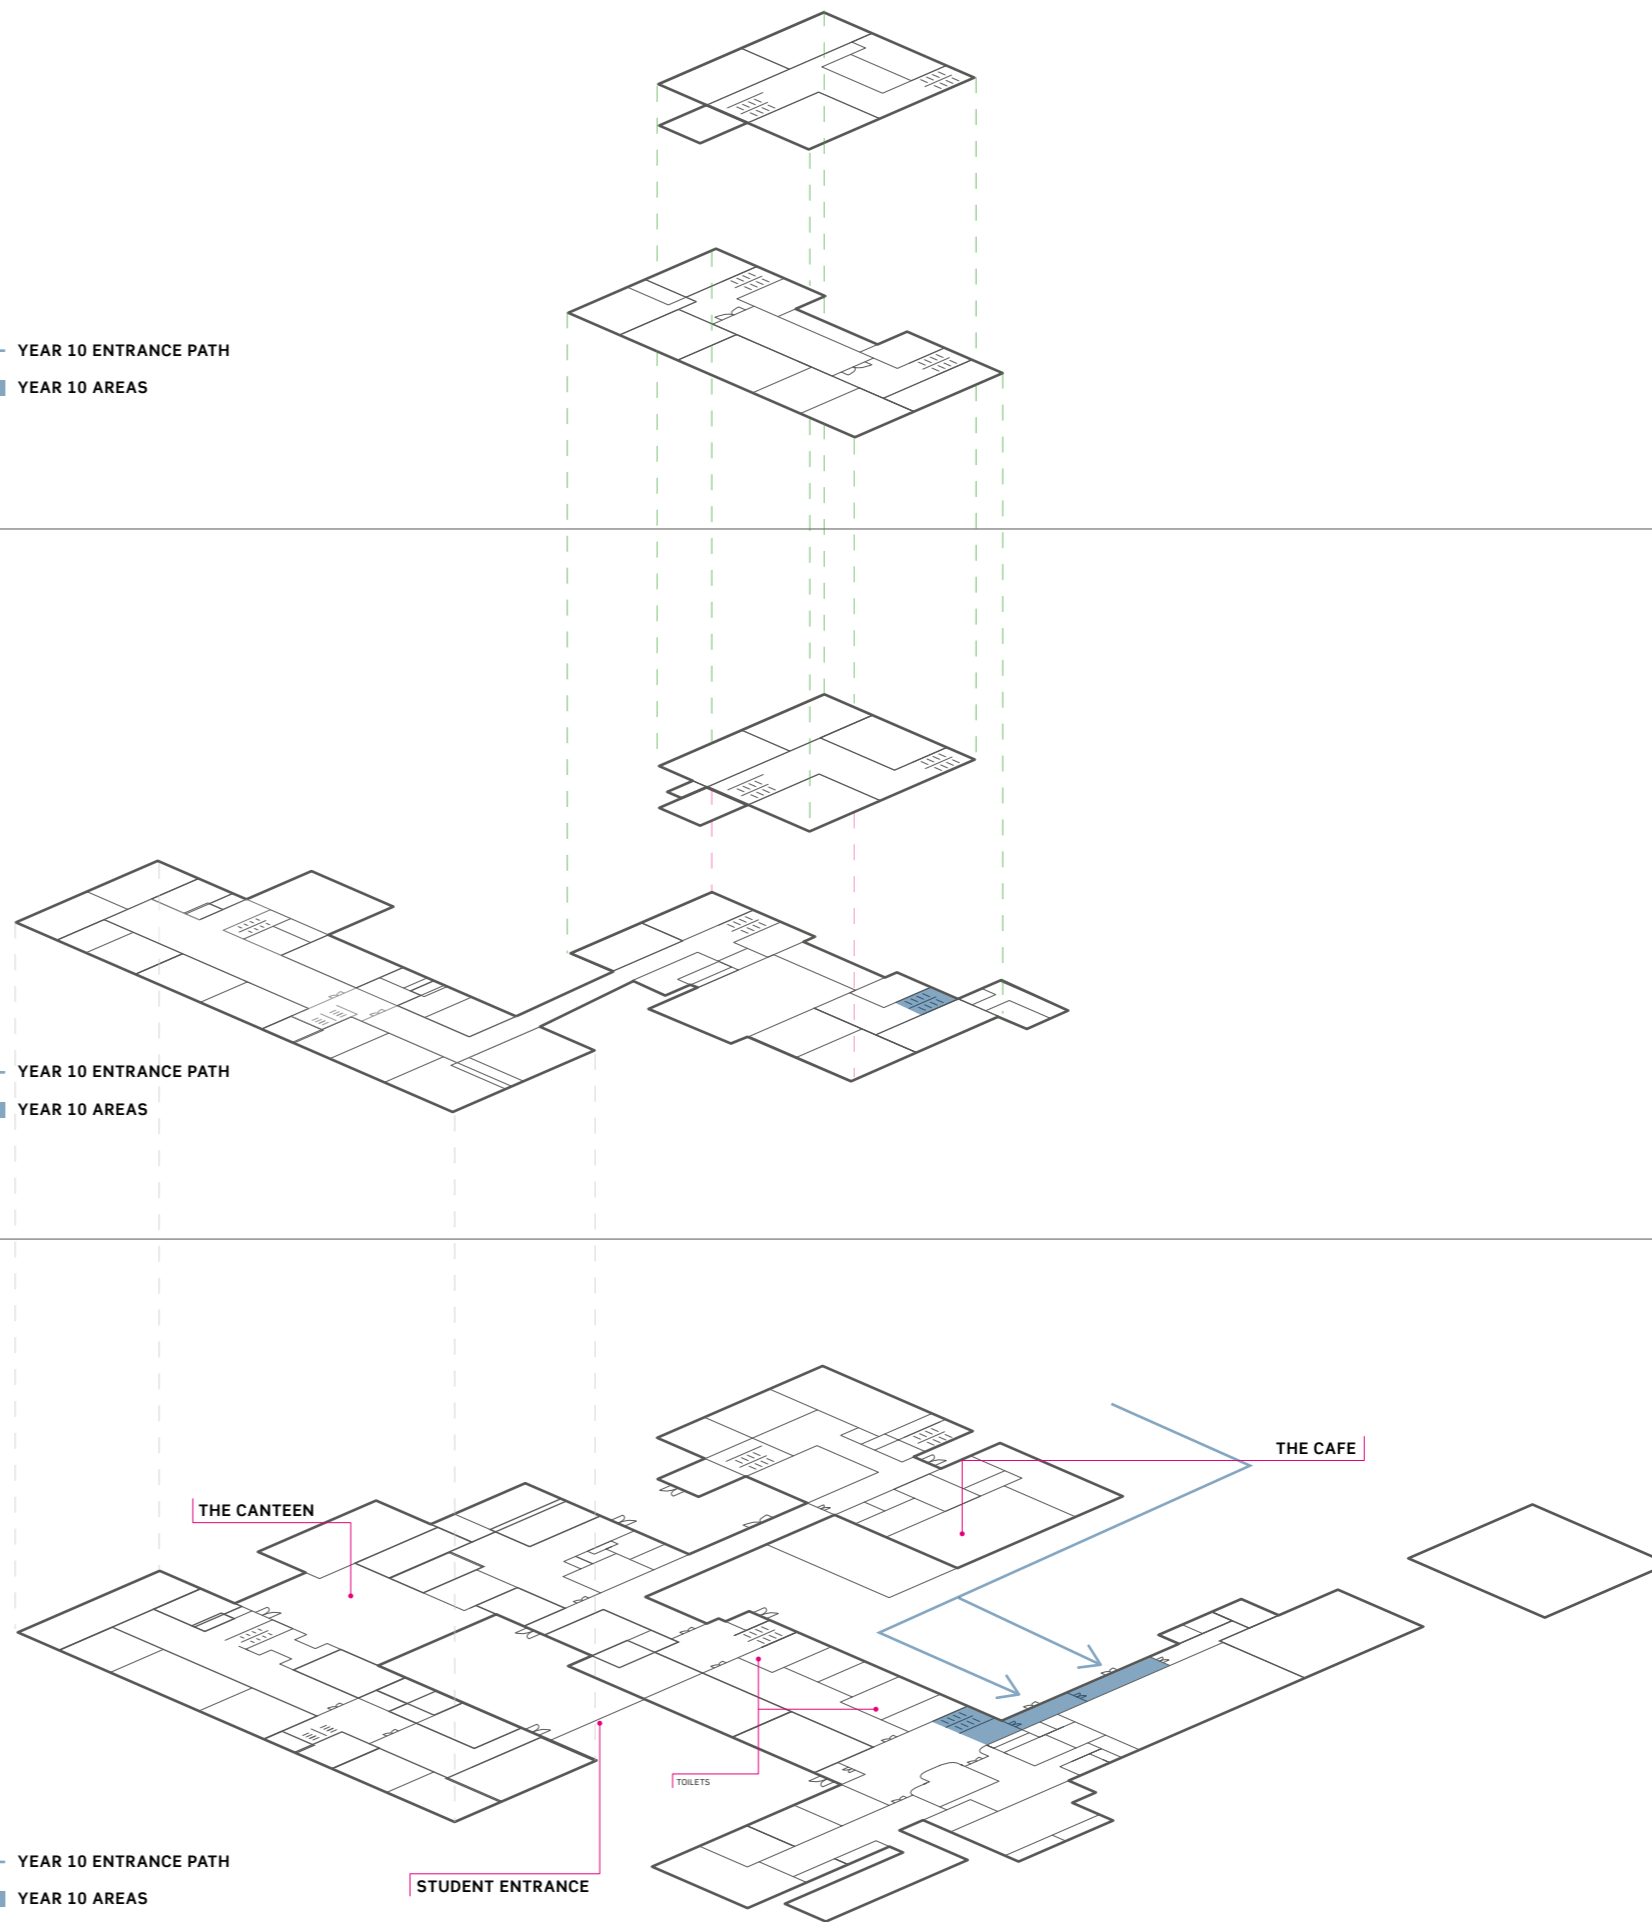 YEAR 10 ENTRANCE PATH
YEAR 10 AREAS
YEAR 10 ENTRANCE PATH
YEAR 10 AREAS
THE CAFE
THE CANTEEN
TOILETS
YEAR 10 ENTRANCE PATH
STUDENT ENTRANCE
YEAR 10 AREAS